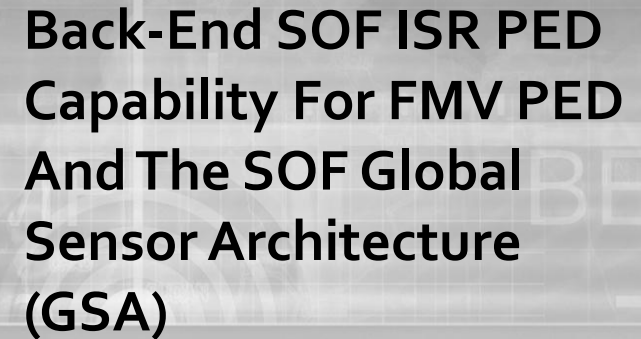 Back-End SOF ISR PED
Capability For FMV PED
And The SOF Global
Sensor Architecture
(GSA)